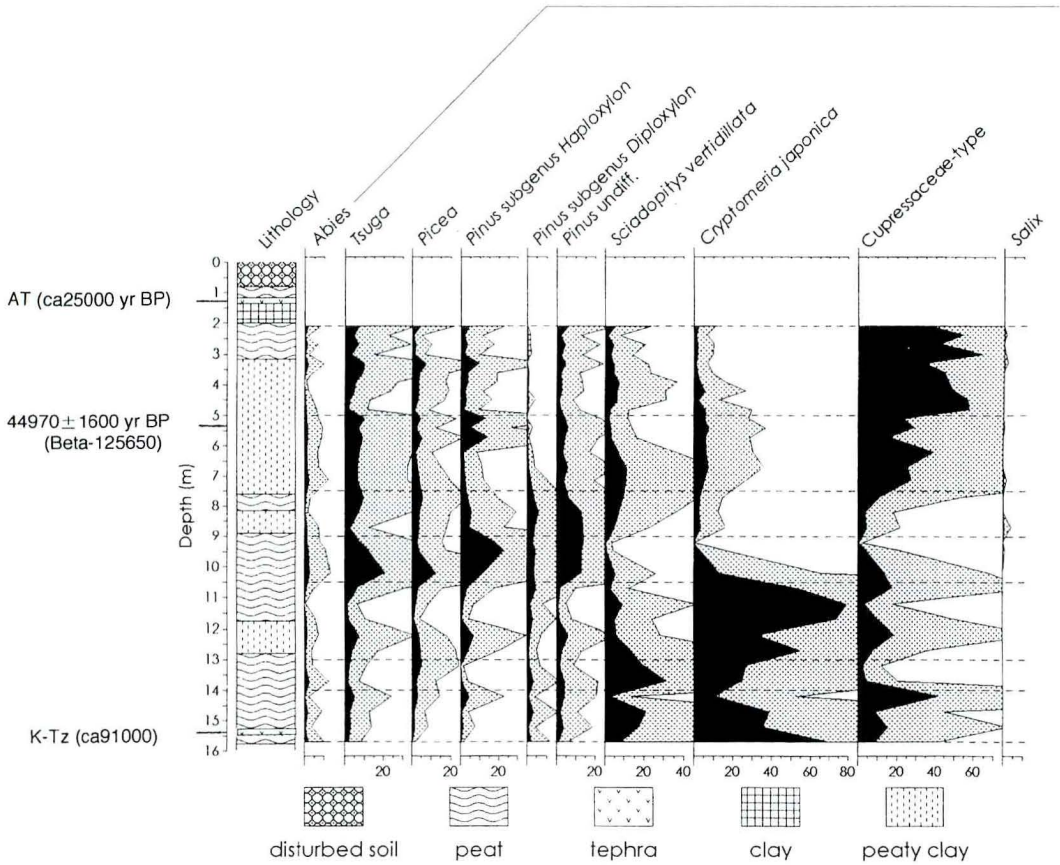 Lithology
Abies
Tsuga
Picea
Pinus subgenus Haploxylon
Pinus subgenus Diploxylon
Pinus undiff.
Sciadopitys vertidillata
Cryptomeria japonica
Cupressaceae-type
Salix
AT (ca25000 yr BP)
44970±1600 yr BP
(Beta-125650)
K-Tz (ca91000)
Depth (m)
0
1
2
3
4
5
6
7
8
9
10
11
12
13
14
15
16
20 20 20 20 20 40 20 40 60 80 20 40 60
disturbed soil peat tephra clay peaty clay